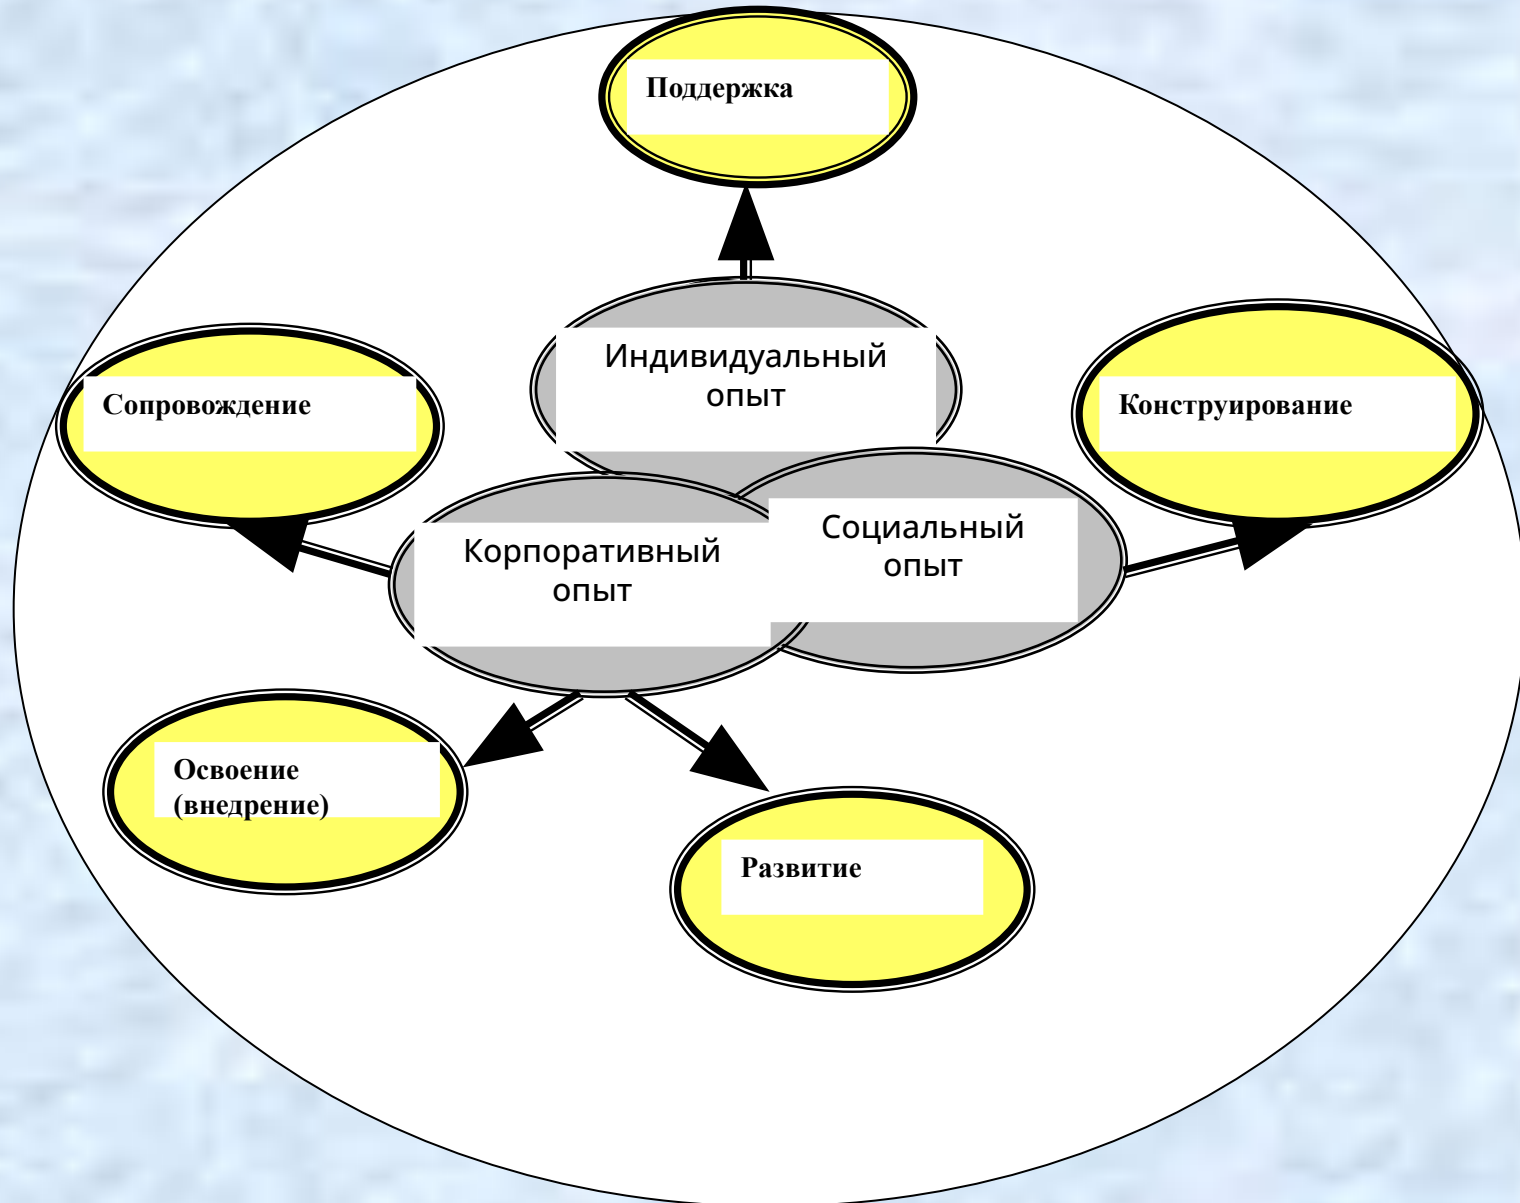 Поддержка
Индивидуальный
опыт
Сопровождение
Конструирование
Социальный
опыт
Корпоративный
опыт
Освоение
(внедрение)
Развитие